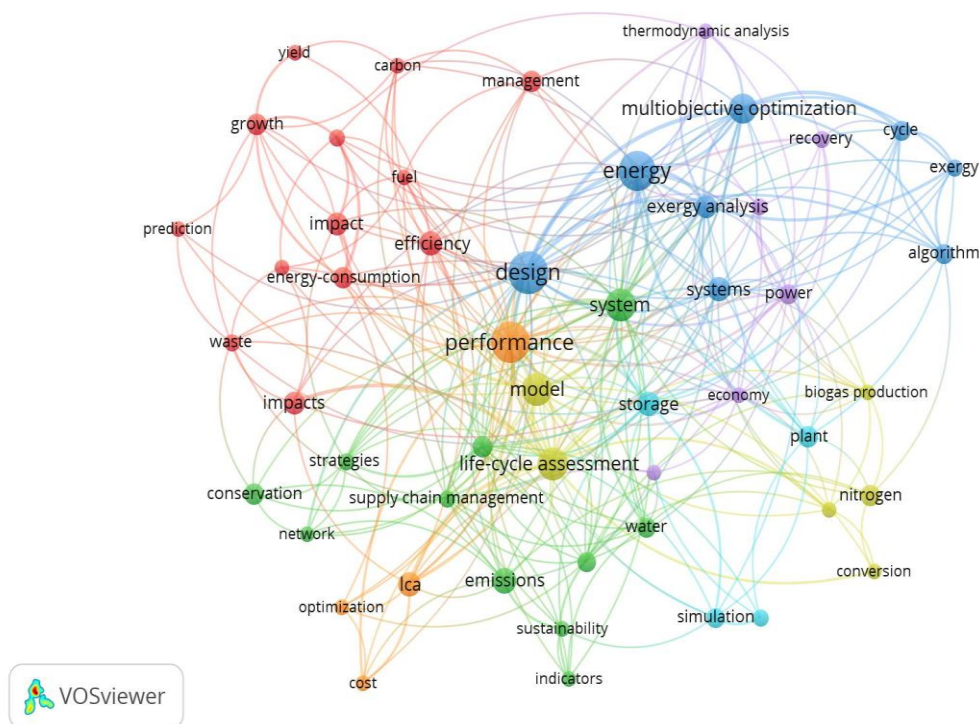 thermodynamic analysis
yield
carbon
management
multiobjective optimization
growth
cycle
recovery
exergy
fuel
energy
exergy analysis
prediction
impact
efficiency
algorithm
energy-consumption
design
systems
power
system
waste
performance
model
economy
biogas production
impacts
storage
plant
strategies
life-cycle assessment
conservation
supply chain management
nitrogen
network
water
lca
emissions
conversion
optimization
simulation
sustainability
cost
indicators
VOSviewer